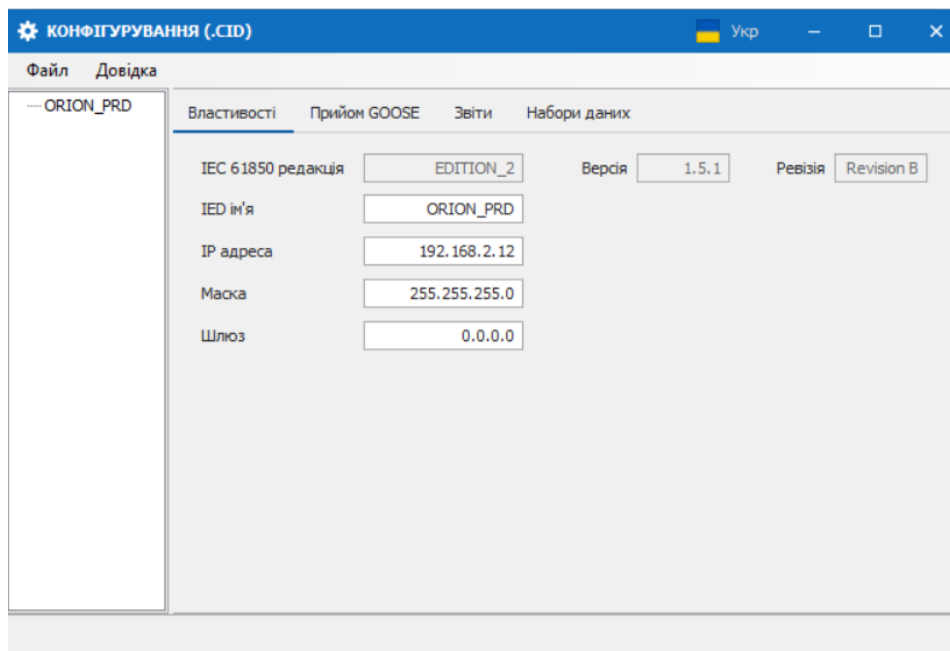 КОНФІГУРУВАННЯ (.CID) Укр
Файл Довідка
ORION_PRD
Властивості Прийом GOOSE Звіти Набори даних
IEC 61850 редакція EDITION_2 Версія 1.5.1 Ревізія Revision B
IED ім'я ORION_PRD
IP адреса 192.168.2.12
Маска 255.255.255.0
Шлюз 0.0.0.0